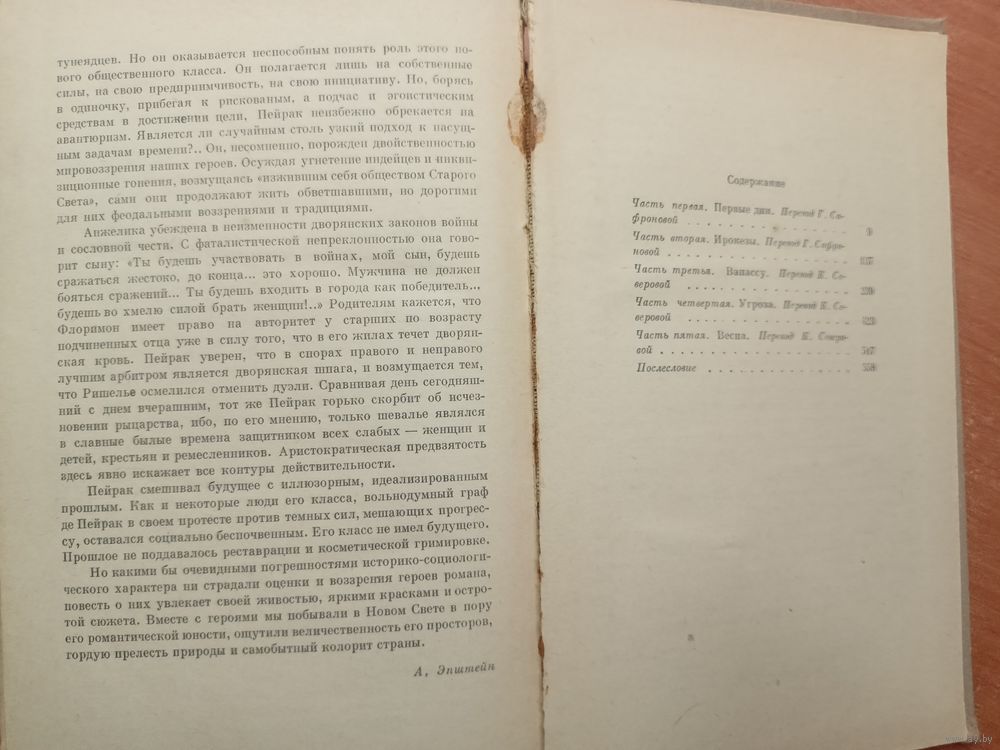 тунеядцев. Но он оказывается неспособным понять роль этого но-
вого общественного класса. Он полагается лишь на собственные
силы, на свою предприимчивость, на свою инициативу. Но, борясь
в одиночку, прибегая к рискованым, а подчас и эгоистическим
средствам в достижении цели, Пейрак неизбежно обрекается на
авантюризм. Является ли случайным столь узкий подход к насущ-
ным задачам времени?.. Он, несомненно, порожден двойственностью
мировоззрения наших героев. Осуждая угнетение индейцев и инкви-
зиционные гонения, возмущаясь «изжившим себя обществом Старого
Света», сами они продолжают жить обветшавшими, но дорогими
для них феодальными воззрениями и традициями.
Анжелика убеждена в неизменности дворянских законов войны
и сословной чести. С фаталистической непреклонностью она гово-
рит сыну: «Ты будешь участвовать в войнах, мой сын, будешь
сражаться жестоко, до конца... это хорошо. Мужчина не должен
бояться сражений... Ты будешь входить в города как победитель...
будешь во хмелю силой брать женщин!..» Родителям кажется, что
Флоримон имеет право на авторитет у старших по возрасту
подчиненных отца уже в силу того, что в его жилах течет дворян-
ская кровь. Пейрак уверен, что в спорах правого и неправого
лучшим арбитром является дворянская шпага, и возмущается тем,
что Ришелье осмелился отменить дуэли. Сравнивая день сегодняш-
ний с днем вчерашним, тот же Пейрак горько скорбит об исчез-
новении рыцарства, ибо, по его мнению, только шевалье являлся
в славные былые времена защитником всех слабых — женщин и
детей, крестьян и ремесленников. Аристократическая предвзятость
здесь явно искажает все контуры действительности.
Пейрак смешивал будущее с иллюзорным, идеализированным
прошлым. Как и некоторые люди его класса, вольнодумный граф
де Пейрак в своем протесте против темных сил, мешающих прогрес-
су, оставался социально беспочвенным. Его класс не имел будущего.
Прошлое не поддавалось реставрации и косметической гримировке.
Но какими бы очевидными погрешностями историко-социологи-
ческого характера ни страдали оценки и воззрения героев романа,
повесть о них увлекает своей живостью, яркими красками и остро-
той сюжета. Вместе с героями мы побывали в Новом Свете в пору
его романтической юности, ощутили величественность его просторов,
гордую прелесть природы и самобытный колорит страны.
А. Эпштейн
Содержание
Часть первая. Первые дни. Перевод Г. Са-
фроновой . . . . . . . . . . . . .
Часть вторая. Ирокезы. Перевод Г. Сафро-
новой . . . . . . . . . . . . . .
Часть третья. Вапассу. Перевод К. Се-
веровой . . . . . . . . . . . . .
Часть четвертая. Угроза. Перевод К. Се-
веровой . . . . . . . . . . . . .
Часть пятая. Весна. Перевод К. Северо-
вой . . . . . . . . . . . . . . .
Послесловие . . . . . . . . . . .